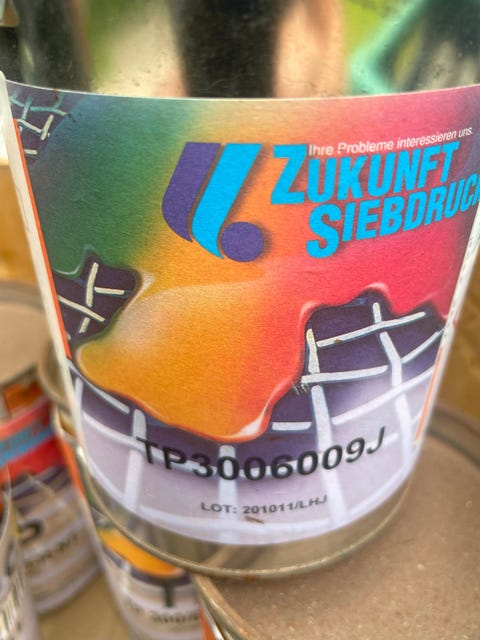 Ihre Probleme interessieren uns.
ZUKUNFT
SIEBDRUCK
TP3006009J
LOT: 201011/LHJ